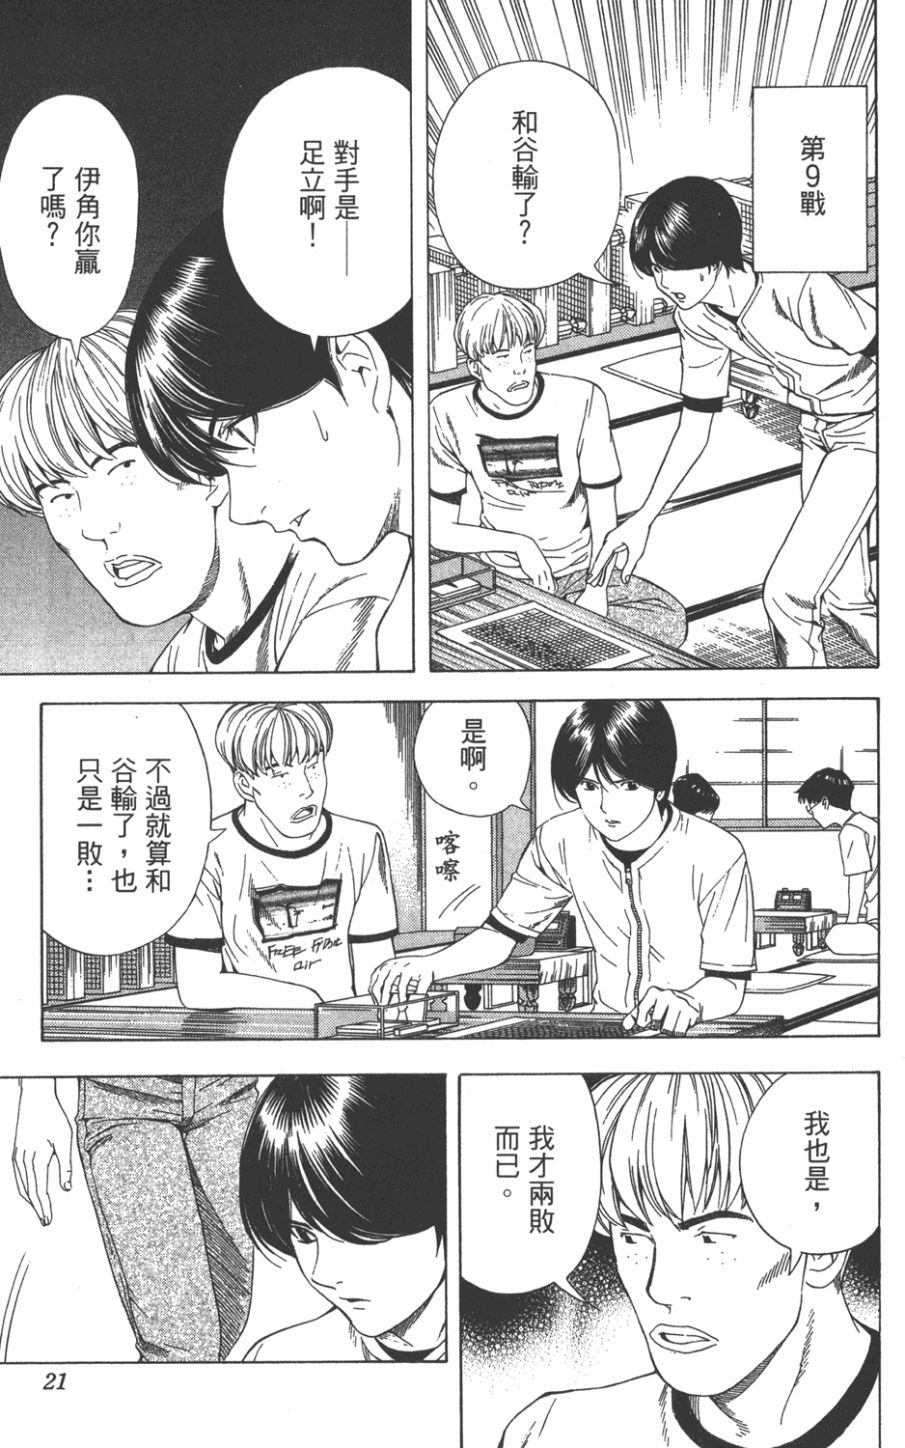 第9戰
和谷輸了?
對手是——
足立啊!
伊角你贏
了嗎?
是啊。
喀嚓
不過就算和
谷輸了,也
只是一敗…
FREE
Air
我也是,
我才兩敗
而已。
21